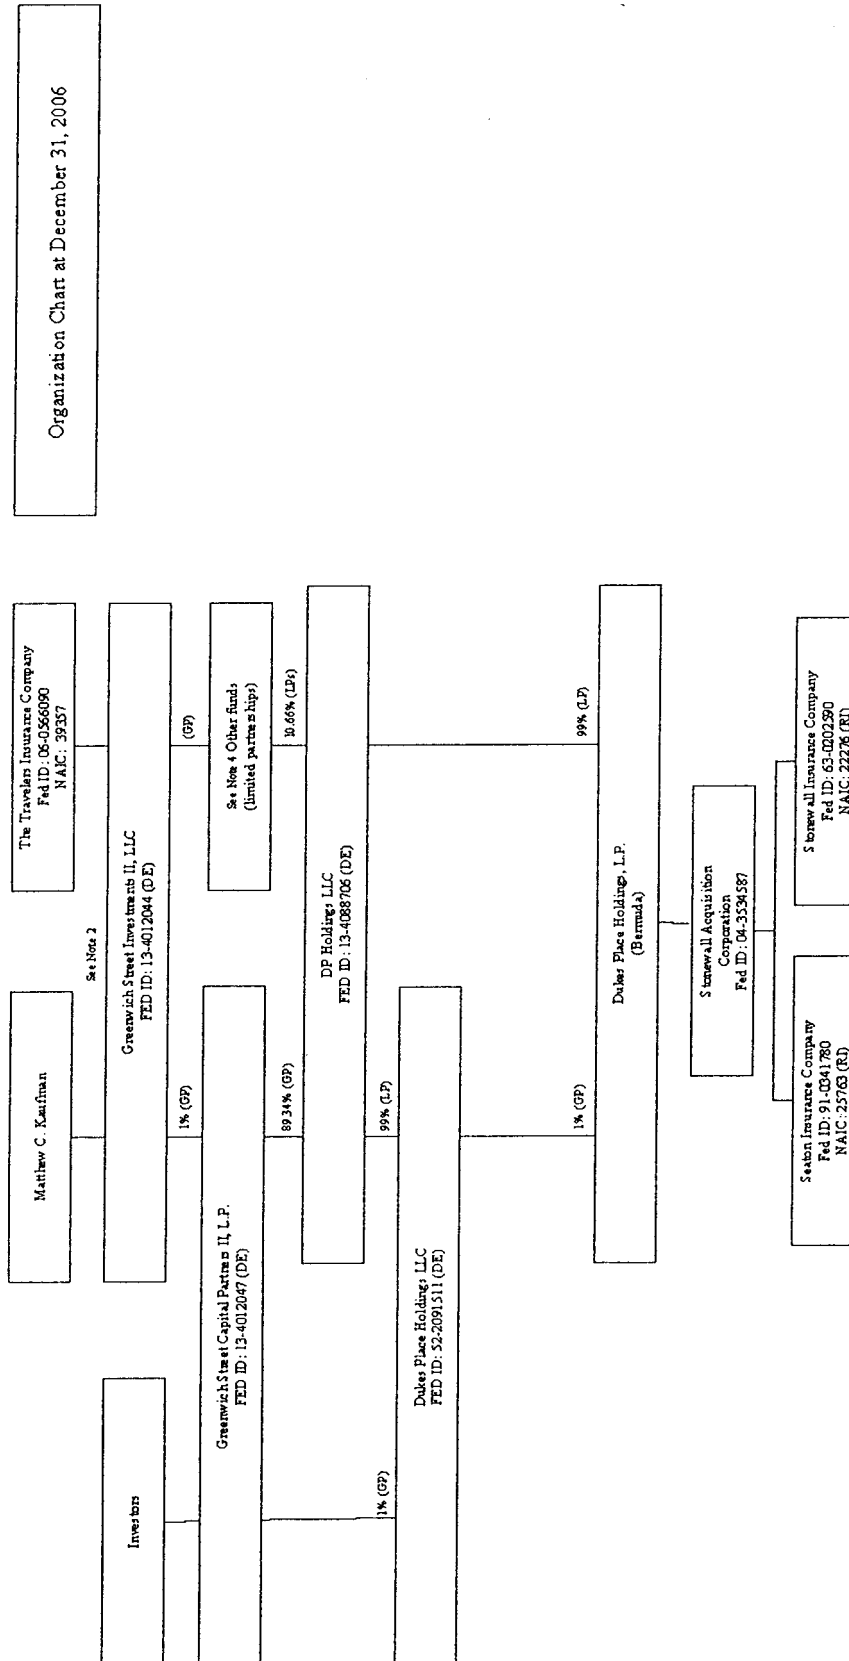 Organization Chart at December 31, 2006
Matthew C. Kaufman
The Travelers Insurance Company
Fed ID: 06-0566090
NAIC: 39357
See Note 2
Investors
Greenwich Street Investments II, LLC
FED ID: 13-4012044 (DE)
1% (GP)
(GP)
Greenwich Street Capital Partners II, L.P.
FED ID: 13-4012047 (DE)
See Note 4 Other funds
(limited partnerships)
89.34% (GP)
10.66% (LPs)
DP Holdings LLC
FED ID: 13-4088706 (DE)
1% (GP)
99% (LP)
Dukes Place Holdings LLC
FED ID: 52-2091511 (DE)
1% (GP)
99% (LP)
Dukes Place Holdings, L.P.
(Bermuda)
Stonewall Acquisition
Corporation
Fed ID: 04-3534587
Seaton Insurance Company
Fed ID: 91-0341780
NAIC: 25763 (RI)
Stonewall Insurance Company
Fed ID: 63-0202590
NAIC: 22276 (RI)